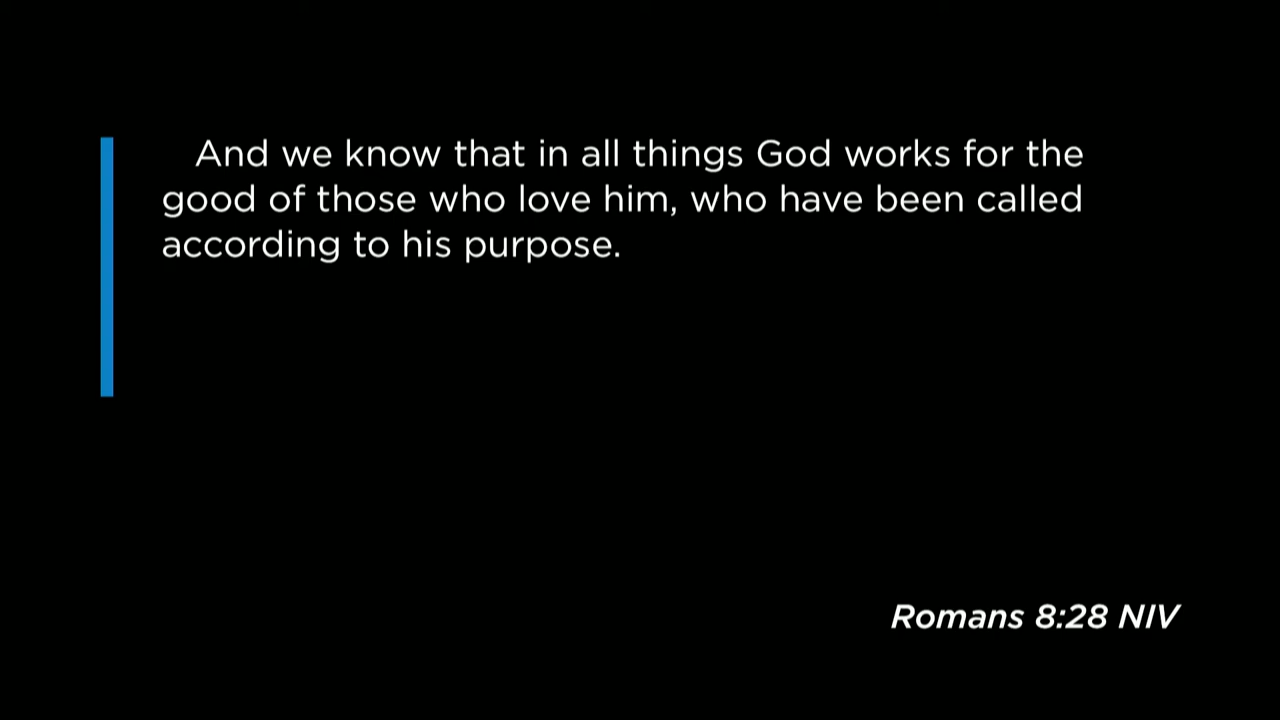 And we know that in all things God works for the
good of those who love him, who have been called
according to his purpose.
Romans 8:28 NIV